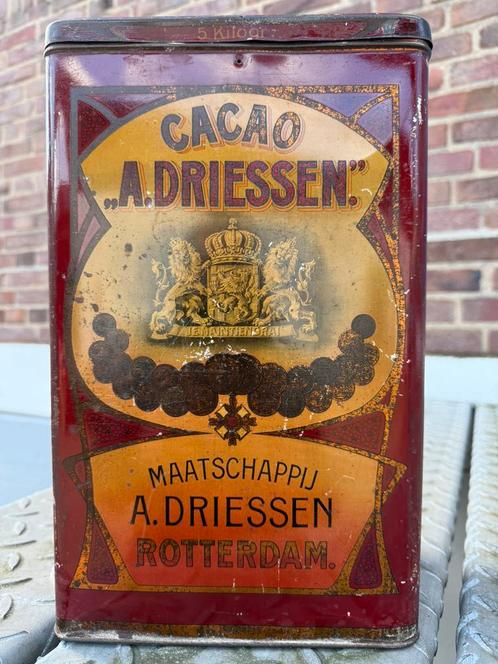 5 Kilogr.
CACAO
„A.DRIESSEN."
JE MAINTIENDRAI
MAATSCHAPPIJ
A. DRIESSEN
ROTTERDAM.